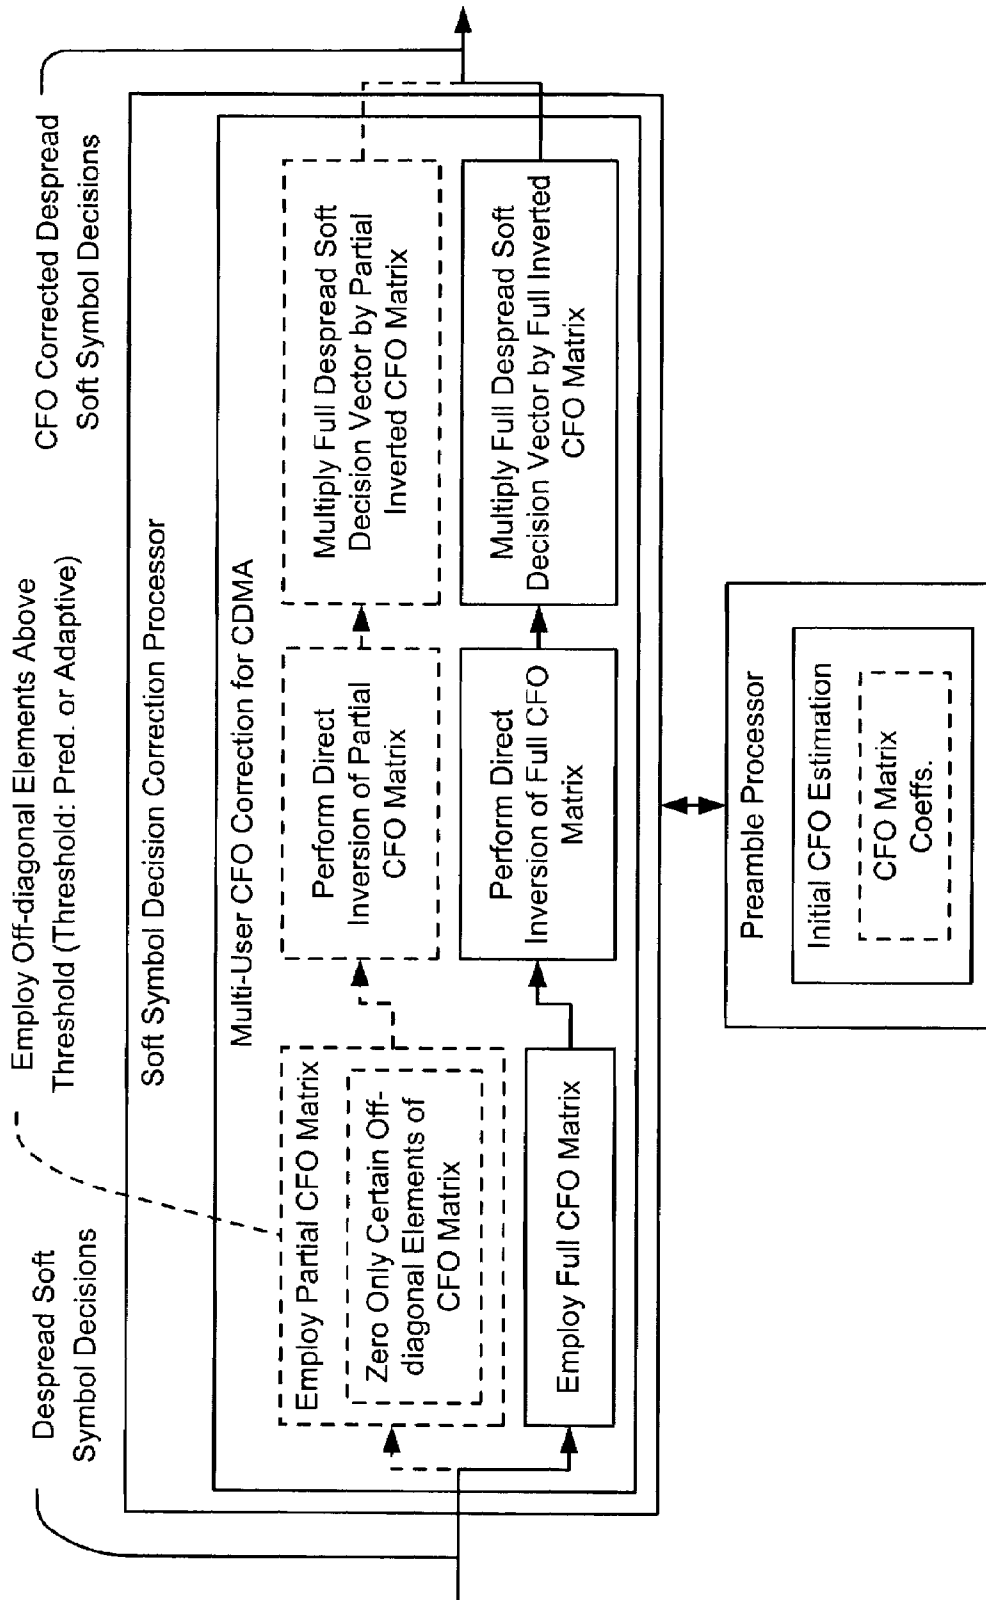 Despread Soft
Symbol Decisions
Employ Off-diagonal Elements Above
Threshold (Threshold: Pred. or Adaptive)
CFO Corrected Despread
Soft Symbol Decisions
Soft Symbol Decision Correction Processor
Multi-User CFO Correction for CDMA
Employ Partial CFO Matrix
Zero Only Certain Off-
diagonal Elements of
CFO Matrix
Perform Direct
Inversion of Partial
CFO Matrix
Multiply Full Despread Soft
Decision Vector by Partial
Inverted CFO Matrix
Employ Full CFO Matrix
Perform Direct
Inversion of Full CFO
Matrix
Multiply Full Despread Soft
Decision Vector by Full Inverted
CFO Matrix
Preamble Processor
Initial CFO Estimation
CFO Matrix
Coeffs.